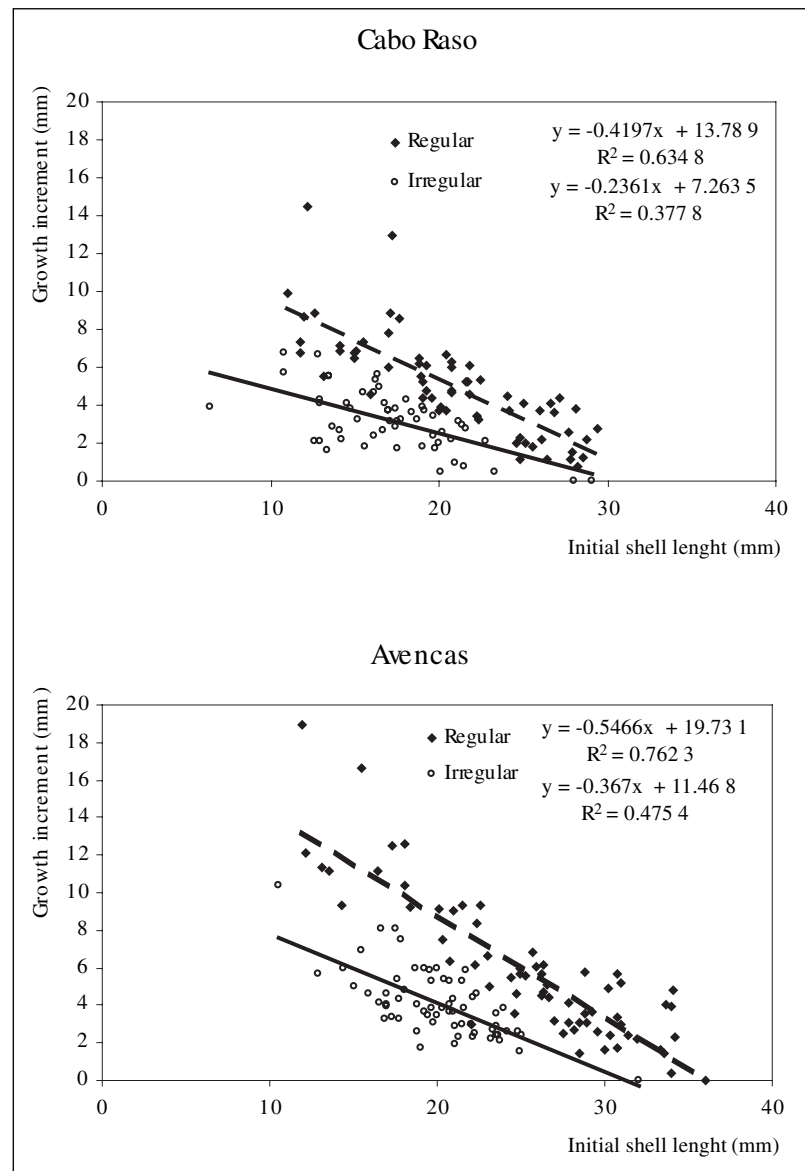 Cabo Raso
20
18
16
14
12
10
8
6
4
2
0
Growth increment (mm)
Regular
Irregular
y = -0.4197x + 13.78 9
R² = 0.634 8
y = -0.2361x + 7.263 5
R² = 0.377 8
0 10 20 30 40
Initial shell lenght (mm)
Avencas
20
18
16
14
12
10
8
6
4
2
0
Growth increment (mm)
Regular
Irregular
y = -0.5466x + 19.73 1
R² = 0.762 3
y = -0.367x + 11.46 8
R² = 0.475 4
0 10 20 30 40
Initial shell lenght (mm)